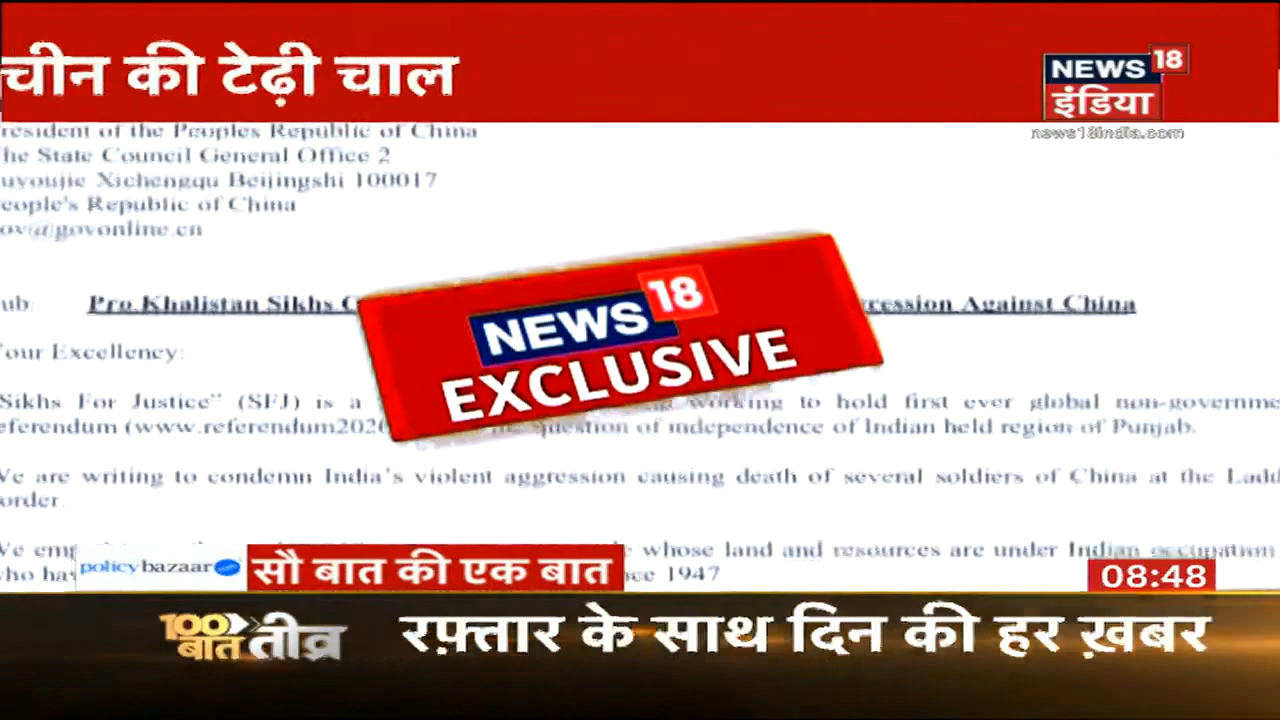 चीन की टेढ़ी चाल
NEWS 18
इंडिया
news18india.com
resident of the Peoples Republic of China
he State Council General Office 2
uyoujie Xichengqu Beijingshi 100017
eople's Republic of China
ov@govonline.cn
ub: Pro Khalistan Sikhs ression Against China
our Excellency:
Sikhs For Justice" (SFJ) is a working to hold first ever global non-governme
eferendum (www.referendum2020 question of independence of Indian held region of Punjab.
We are writing to condemn India's violent aggression causing death of several soldiers of China at the Ladd
order.
whose land and resources are under Indian occupation
who ha ce 1947
NEWS 18
EXCLUSIVE
policybazaar
सौ बात की एक बात
08:48
100 बात तीव्र
रफ़्तार के साथ दिन की हर ख़बर